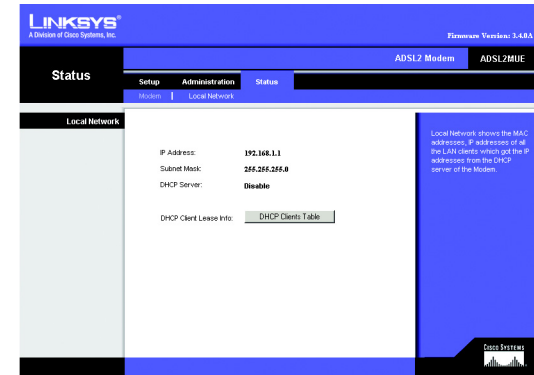 LINKSYS®
A Division of Cisco Systems, Inc.
Firmware Version: 3.4.0A
ADSL2 Modem ADSL2MUE
Status
Setup Administration Status
Modem | Local Network
Local Network
IP Address: 192.168.1.1
Subnet Mask: 255.255.255.0
DHCP Server: Disable
DHCP Client Lease Info: DHCP Clients Table
Local Network shows the MAC
addresses, IP addresses of all
the LAN clients which got the IP
addresses from the DHCP
server of the Modem.
CISCO SYSTEMS